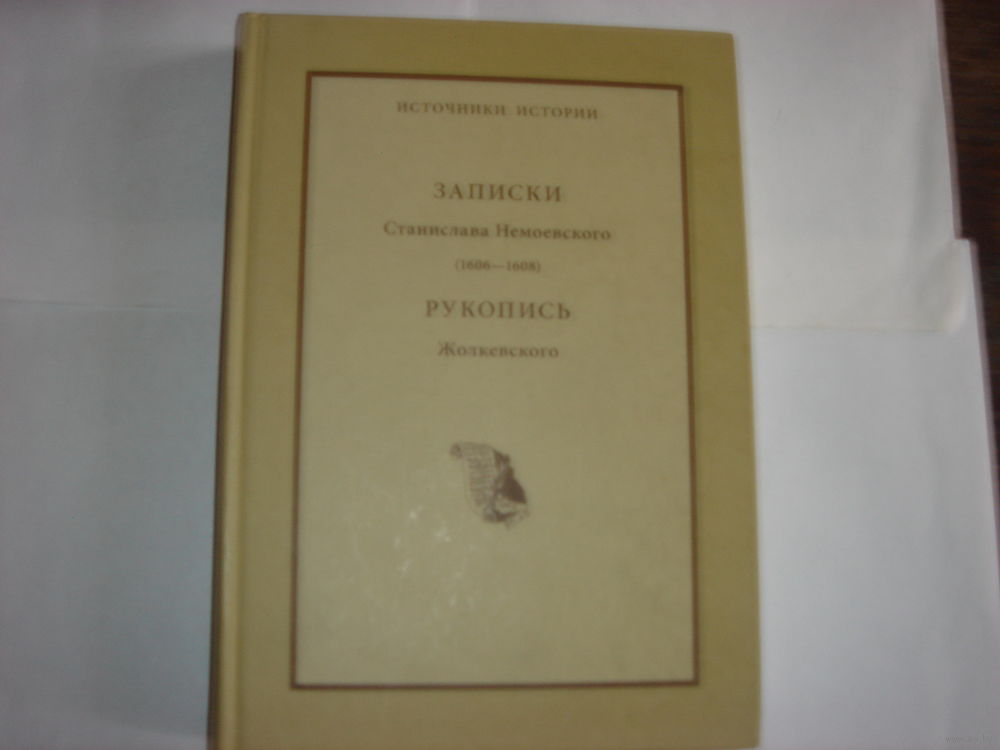 ИСТОЧНИКИ ИСТОРИИ
ЗАПИСКИ
Станислава Немоевского
(1606—1608)
РУКОПИСЬ
Жолкевского